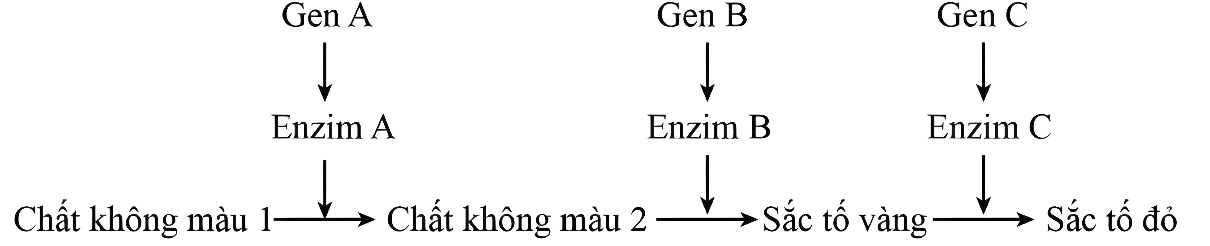 Gen A Gen B Gen C
Enzim A Enzim B Enzim C
Chất không màu 1 Chất không màu 2 Sắc tố vàng Sắc tố đỏ